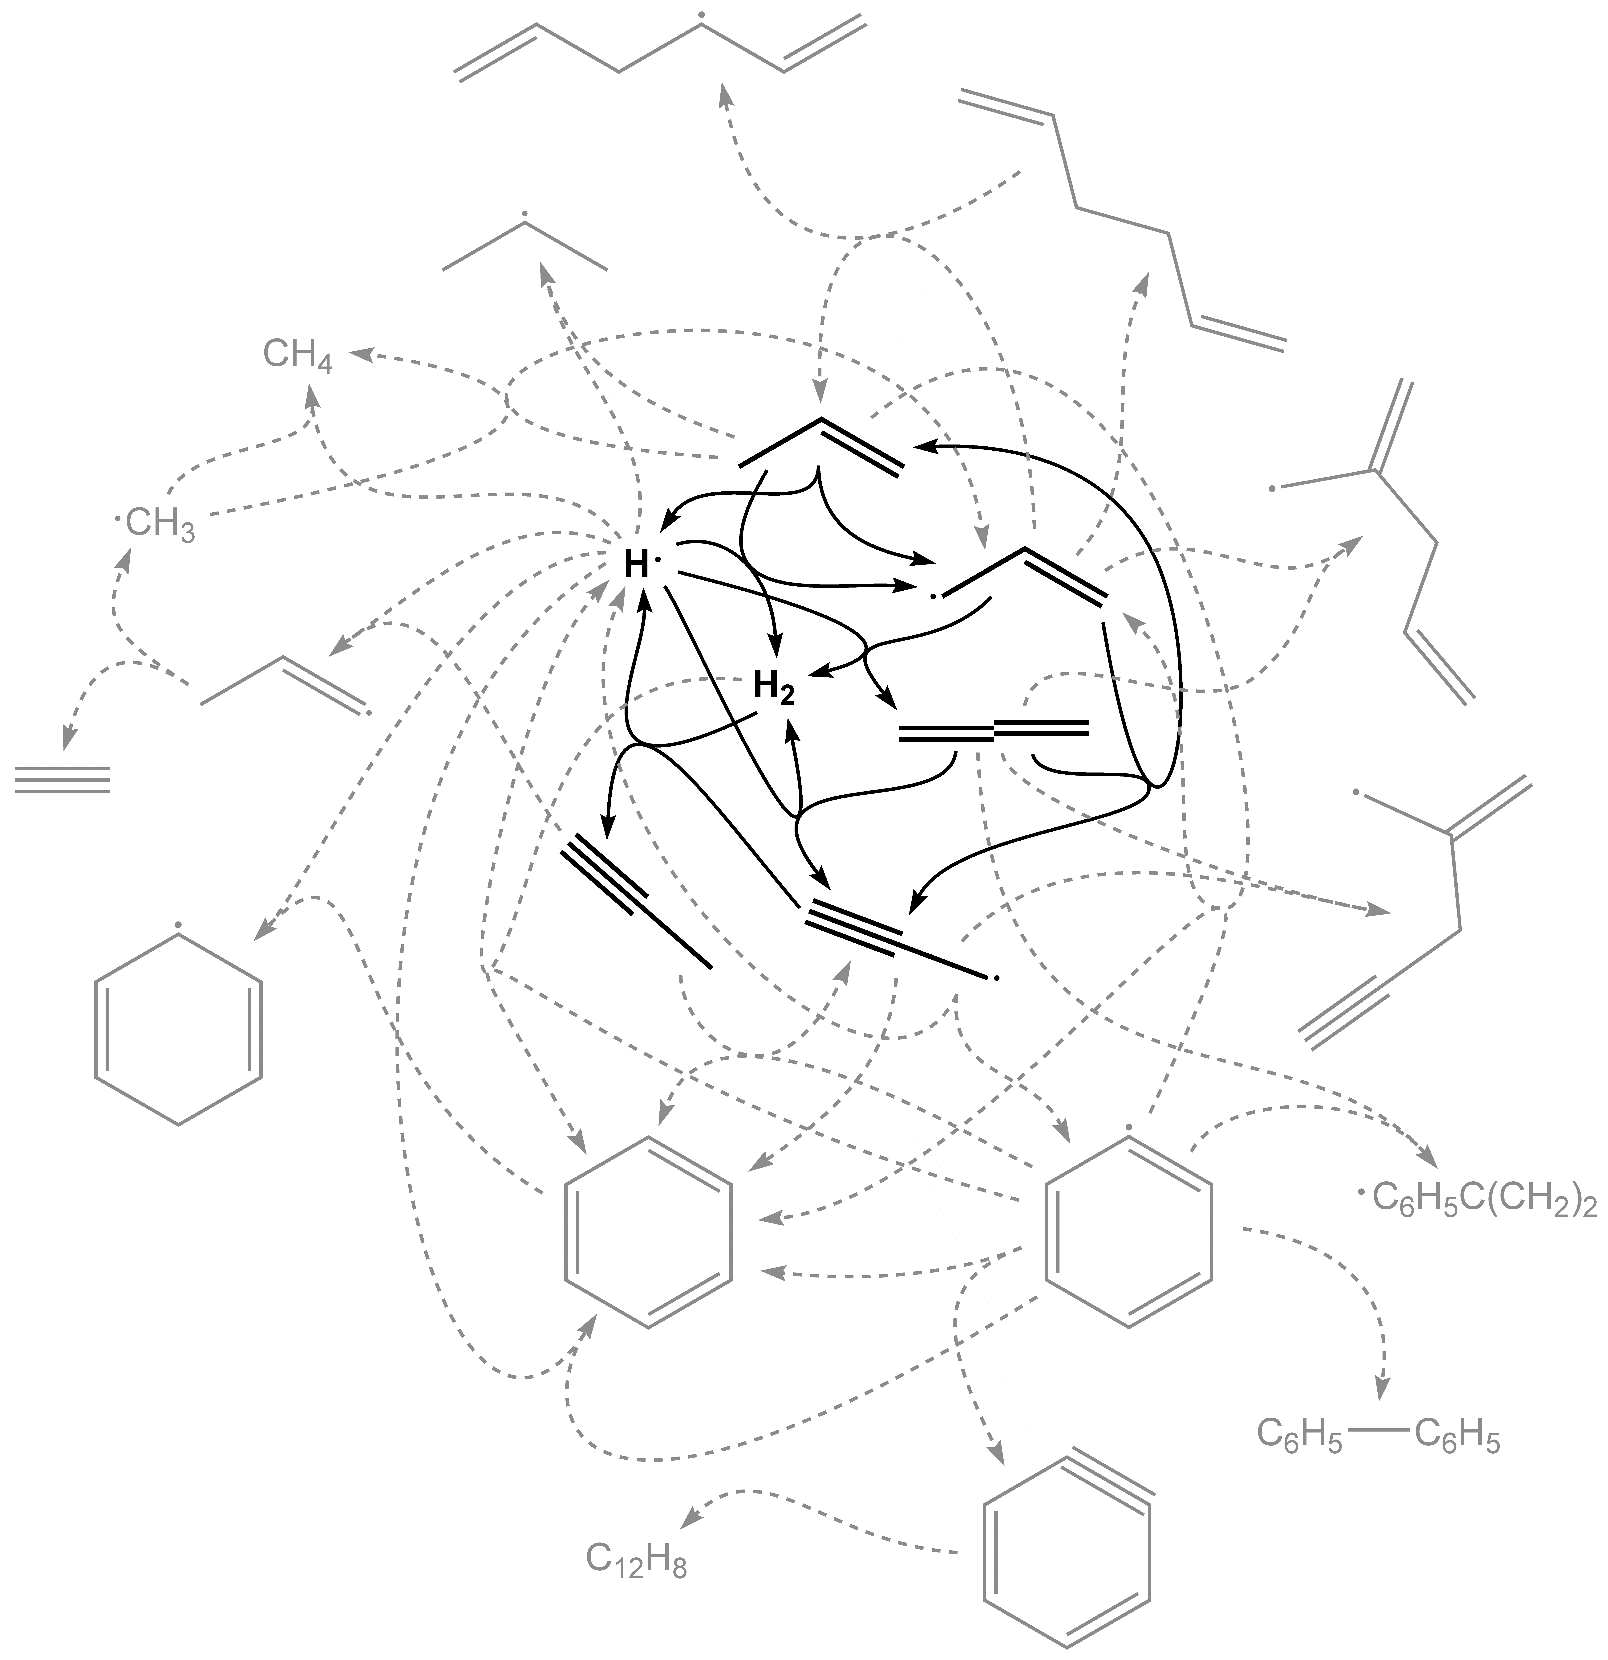 CH₄
·CH₃
H·
H₂
·C₆H₅C(CH₂)₂
C₆H₅—C₆H₅
C₁₂H₈